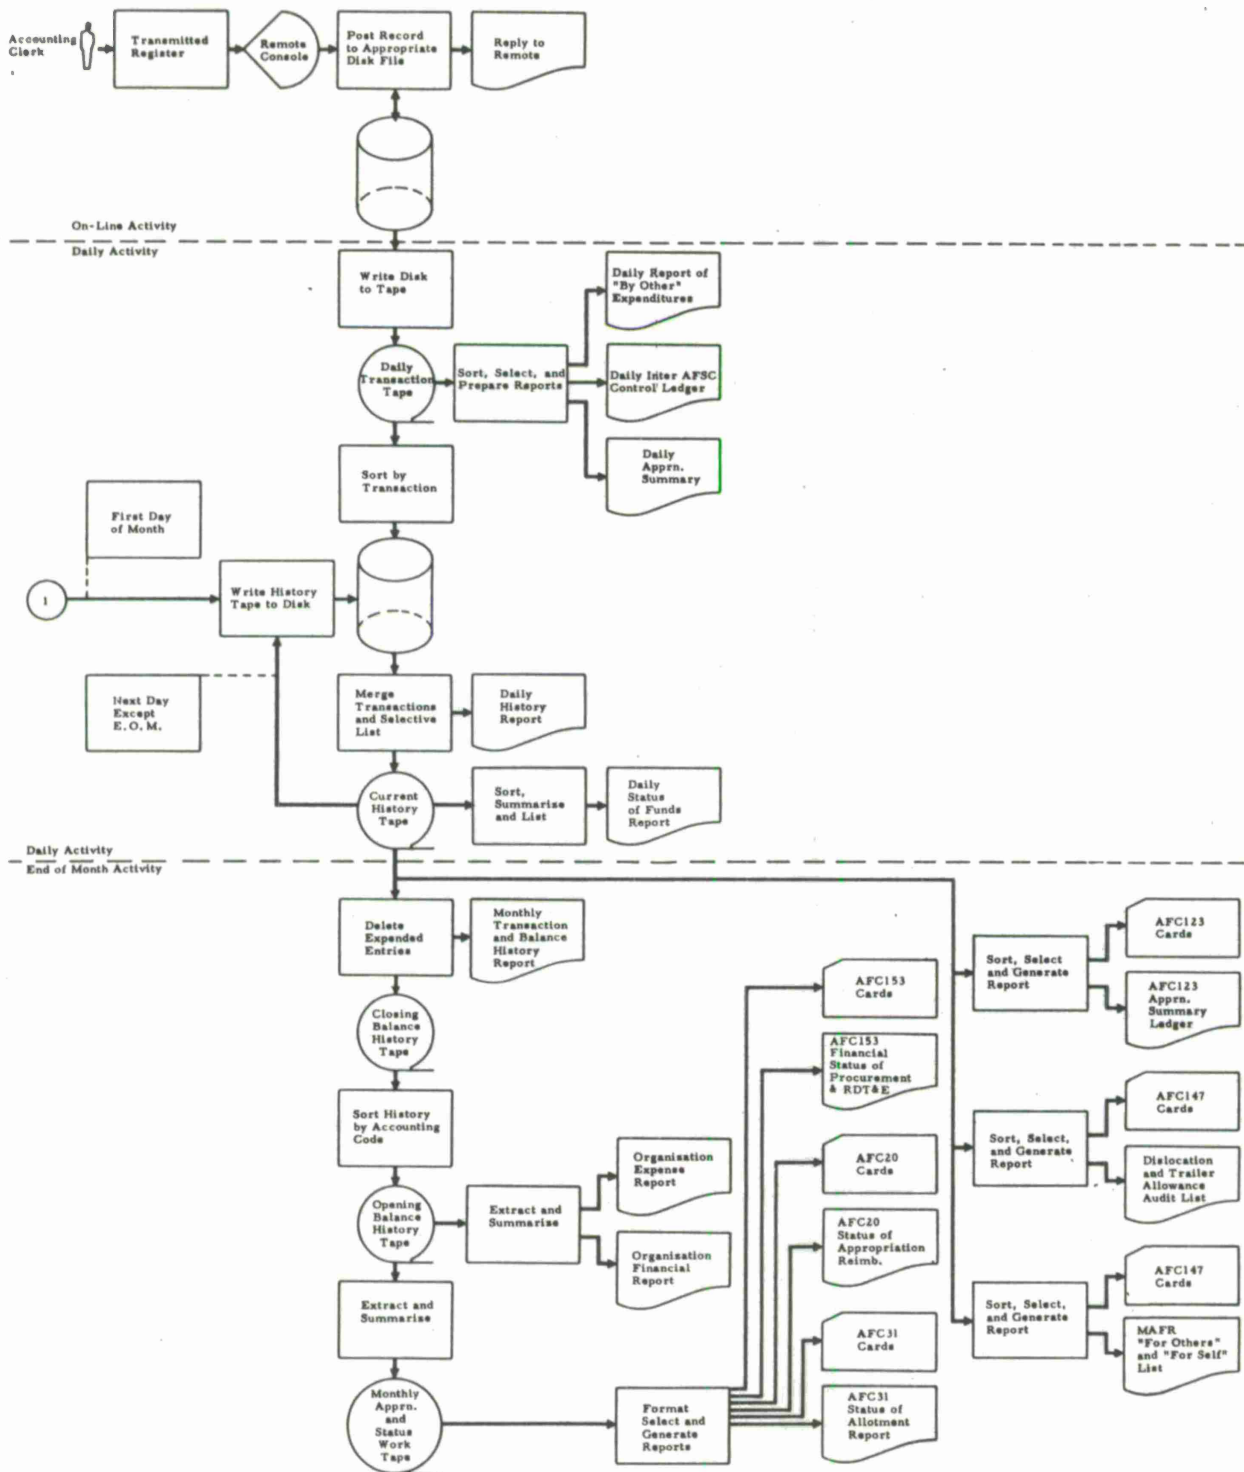 Accounting
Clerk
Transmitted
Register
Remote
Console
Post Record
to Appropriate
Disk File
Reply to
Remote
On-Line Activity
Daily Activity
Write Disk
to Tape
Daily Report of
"By Other"
Expenditures
Daily
Transaction
Tape
Sort, Select, and
Prepare Reports
Daily Inter AFSC
Control Ledger
Daily
Apprn.
Summary
Sort by
Transaction
First Day
of Month
1
Write History
Tape to Disk
Next Day
Except
E.O.M.
Merge
Transactions
and Selective
List
Daily
History
Report
Current
History
Tape
Sort,
Summarise
and List
Daily
Status
of Funds
Report
Daily Activity
End of Month Activity
Delete
Expended
Entries
Monthly
Transaction
and Balance
History
Report
Sort, Select
and Generate
Report
AFC123
Cards
AFC123
Apprn.
Summary
Ledger
Closing
Balance
History
Tape
AFC153
Cards
AFC153
Financial
Status of
Procurement
& RDT&E
Sort History
by Accounting
Code
Sort, Select,
and Generate
Report
AFC147
Cards
Dislocation
and Trailer
Allowance
Audit List
Opening
Balance
History
Tape
Extract and
Summarise
Organisation
Expense
Report
Organisation
Financial
Report
AFC20
Cards
AFC20
Status of
Appropriation
Reimb.
Extract and
Summarise
Sort, Select,
and Generate
Report
AFC147
Cards
MAFR
"For Others"
and "For Self"
List
Monthly
Apprn.
and
Status
Work
Tape
Format
Select and
Generate
Reports
AFC31
Cards
AFC31
Status of
Allotment
Report